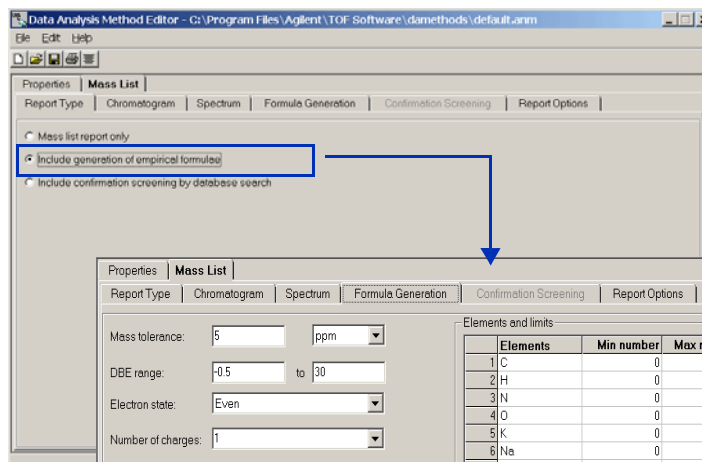 Data Analysis Method Editor - C:\Program Files\Agilent\TOF Software\damethods\default.anm
File Edit Help
Properties Mass List
Report Type Chromatogram Spectrum Formula Generation Confirmation Screening Report Options
Mass list report only
Include generation of empirical formulae
Include confirmation screening by database search
Properties Mass List
Report Type Chromatogram Spectrum Formula Generation Confirmation Screening Report Options
Mass tolerance: 5 ppm
DBE range: -0.5 to 30
Electron state: Even
Number of charges: 1
Elements and limits
Elements Min number Max
1 C 0
2 H 0
3 N 0
4 O 0
5 K 0
6 Na 0